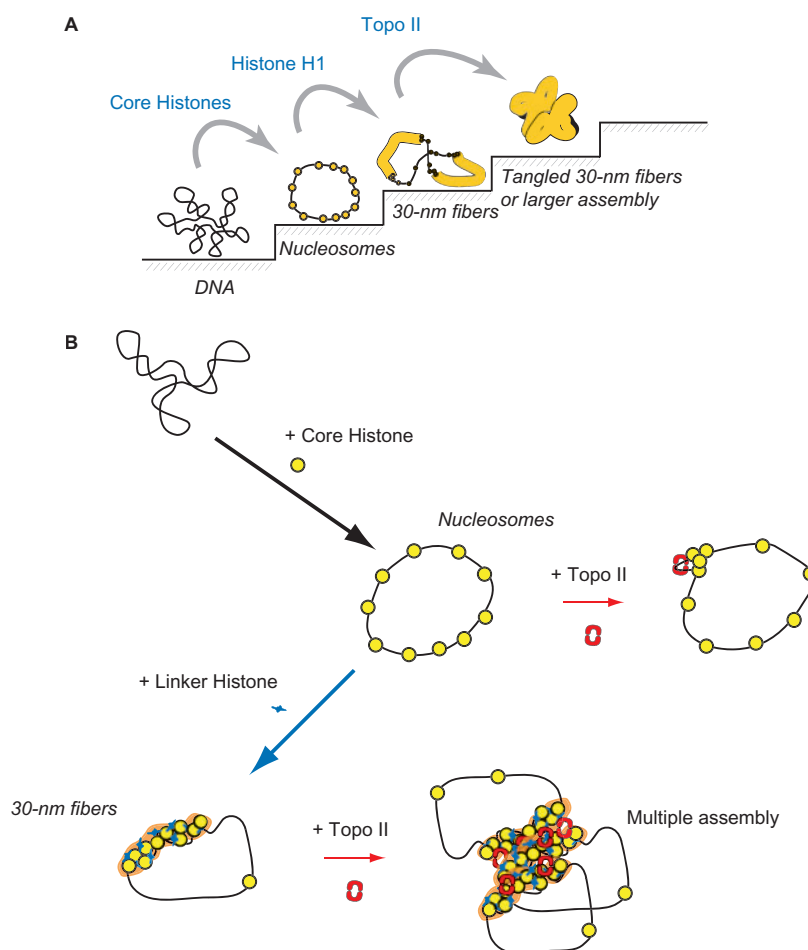 A
Topo II
Histone H1
Core Histones
Tangled 30-nm fibers
or larger assembly
30-nm fibers
Nucleosomes
DNA
B
+ Core Histone
Nucleosomes
+ Topo II
+ Linker Histone
30-nm fibers
+ Topo II
Multiple assembly